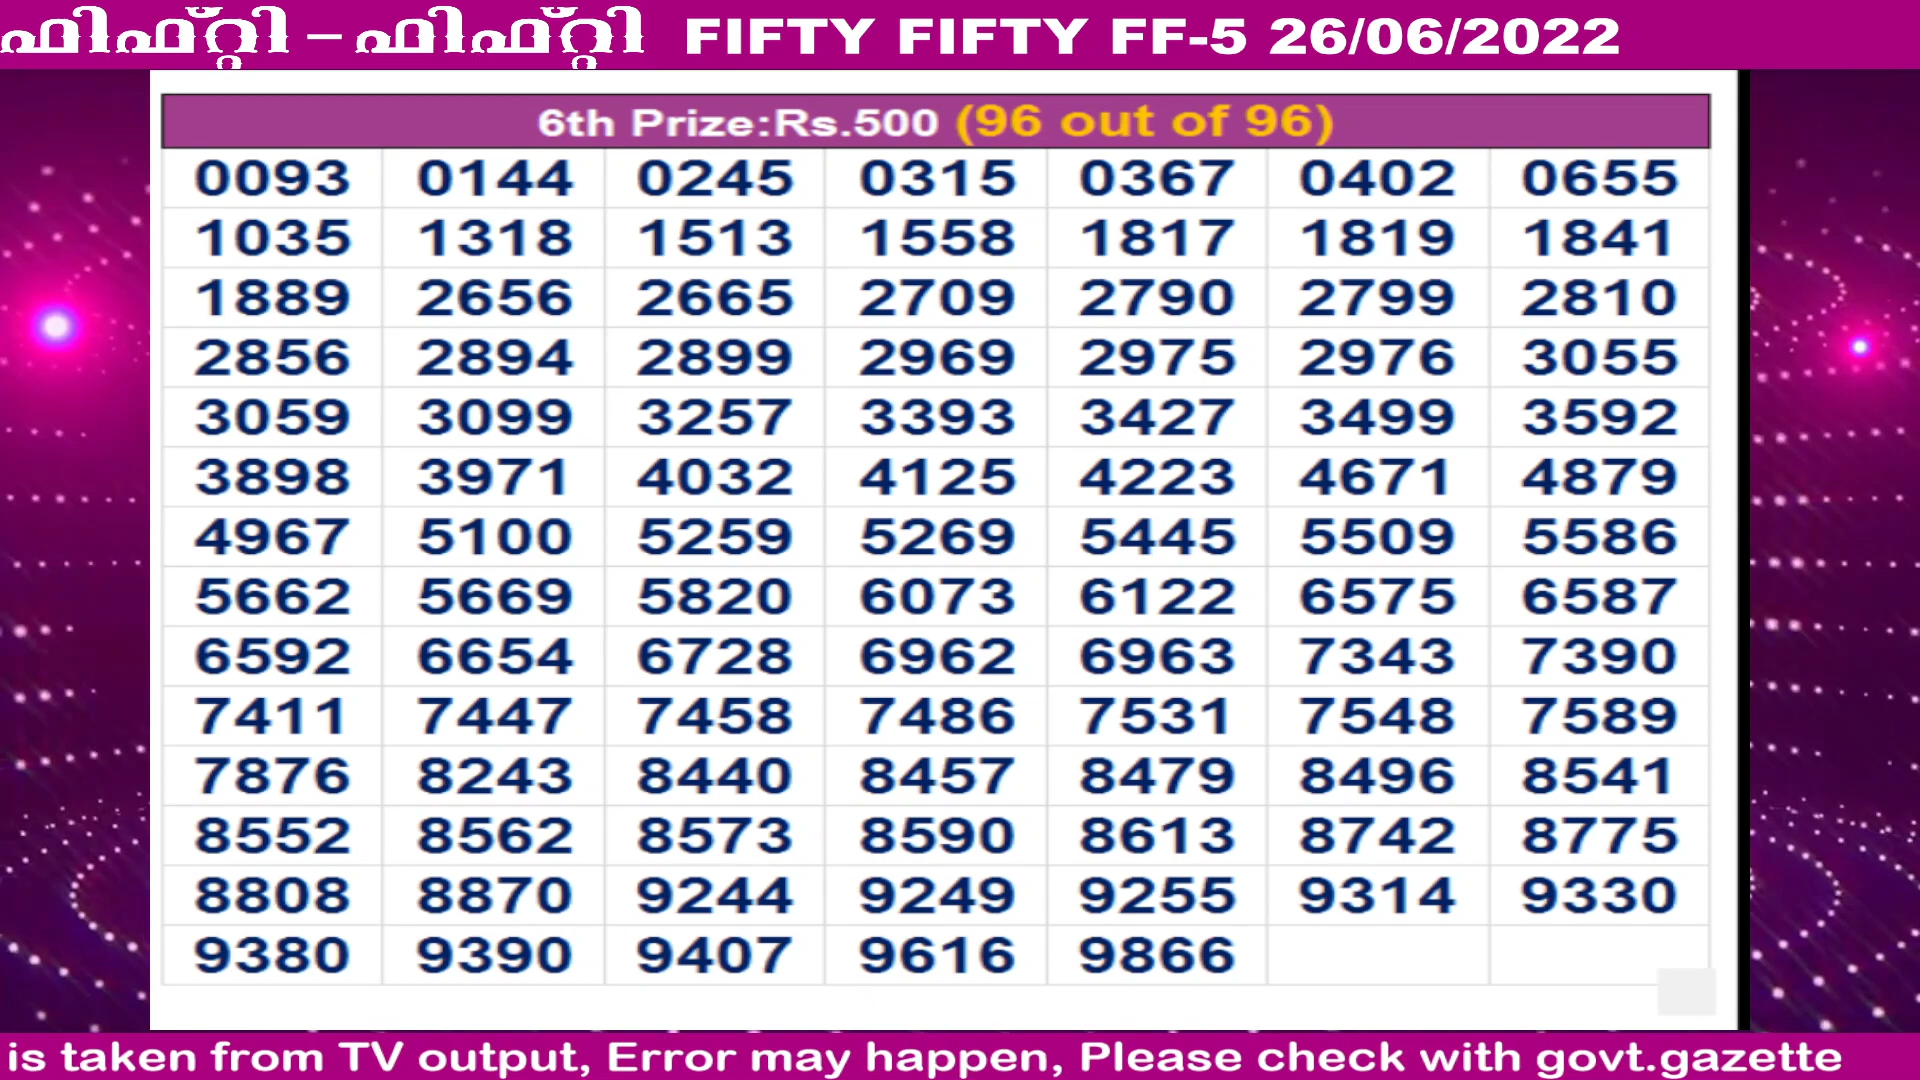 ഫിഫ്റ്റി – ഫിഫ്റ്റി FIFTY FIFTY FF-5 26/06/2022
6th Prize:Rs.500 (96 out of 96)
0093 0144 0245 0315 0367 0402 0655
1035 1318 1513 1558 1817 1819 1841
1889 2656 2665 2709 2790 2799 2810
2856 2894 2899 2969 2975 2976 3055
3059 3099 3257 3393 3427 3499 3592
3898 3971 4032 4125 4223 4671 4879
4967 5100 5259 5269 5445 5509 5586
5662 5669 5820 6073 6122 6575 6587
6592 6654 6728 6962 6963 7343 7390
7411 7447 7458 7486 7531 7548 7589
7876 8243 8440 8457 8479 8496 8541
8552 8562 8573 8590 8613 8742 8775
8808 8870 9244 9249 9255 9314 9330
9380 9390 9407 9616 9866
is taken from TV output, Error may happen, Please check with govt.gazette